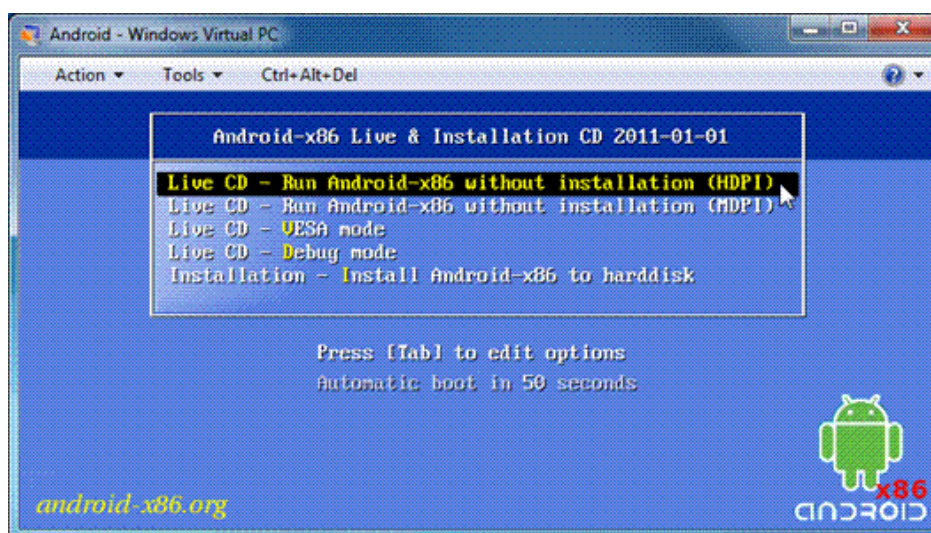 Android - Windows Virtual PC
Action Tools Ctrl+Alt+Del
Android-x86 Live & Installation CD 2011-01-01
Live CD - Run Android-x86 without installation (HDPI)
Live CD - Run Android-x86 without installation (MDPI)
Live CD - VESA mode
Live CD - Debug mode
Installation - Install Android-x86 to harddisk
Press [Tab] to edit options
Automatic boot in 50 seconds
android-x86.org
x86
ANDROID